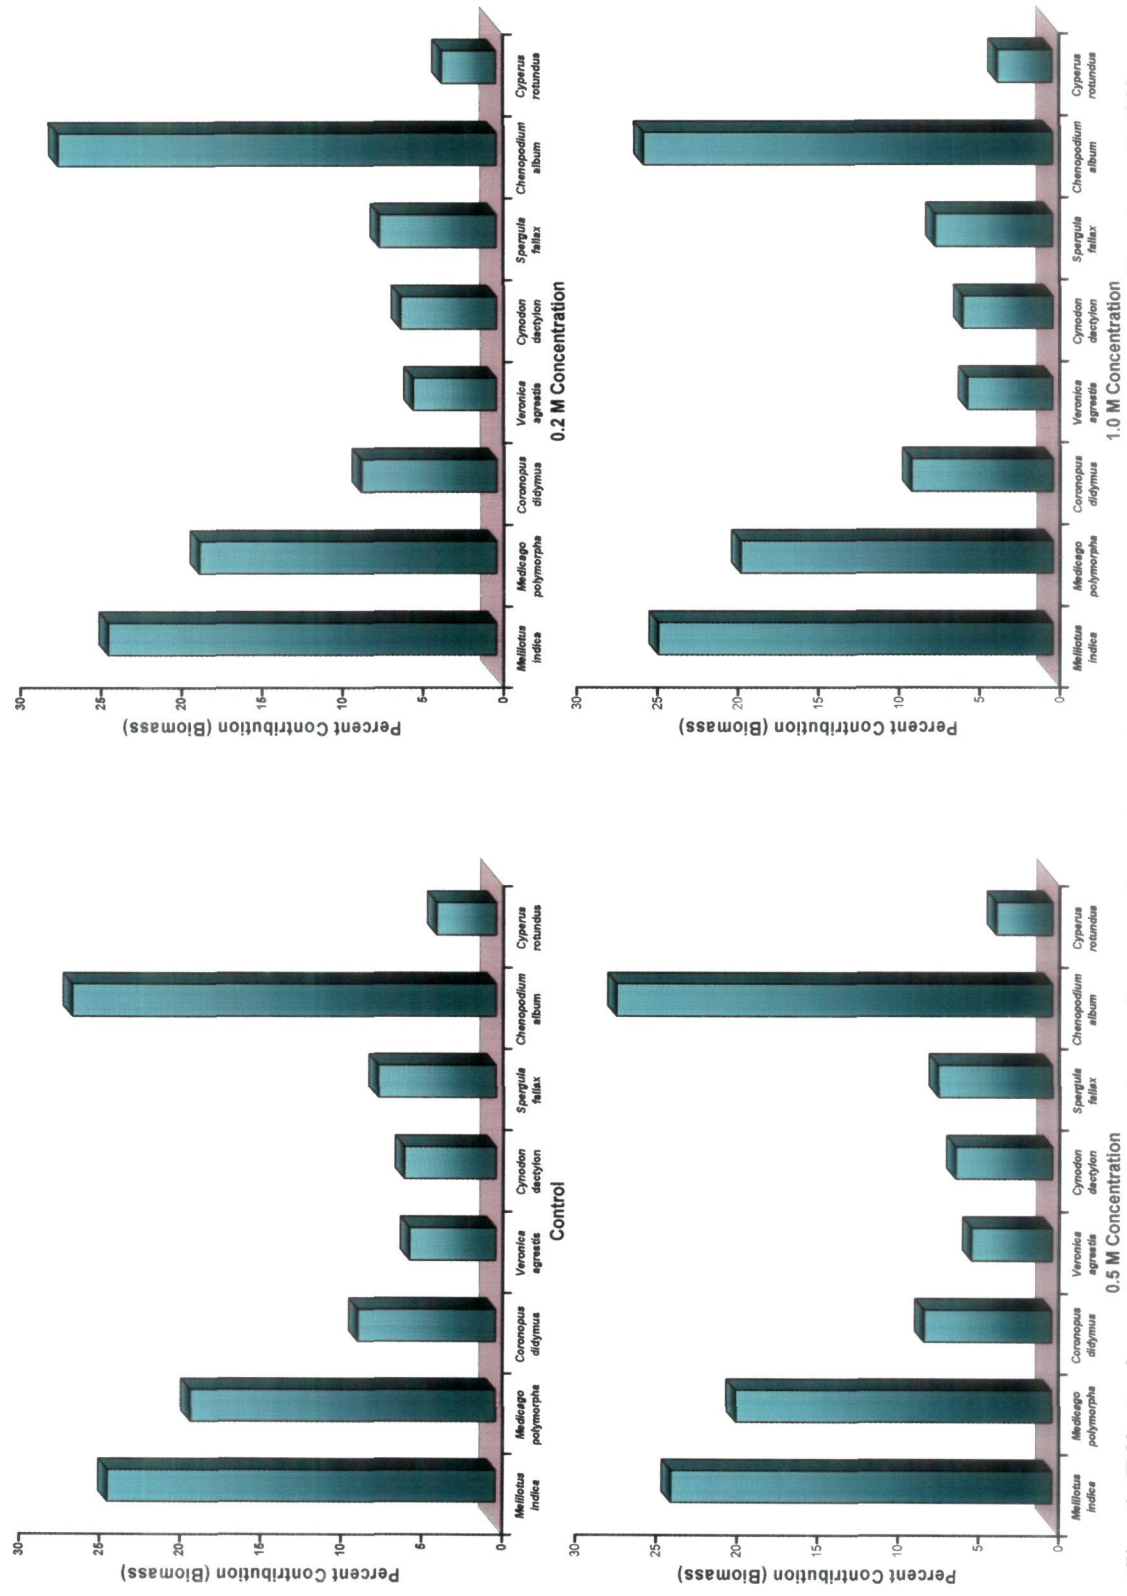 Percent Contribution (Biomass)
30
25
20
15
10
5
0
Melilotus
indica
Medicago
polymorpha
Coronopus
didymus
Veronica
agrestis
Cynodon
dactylon
Spergula
fallax
Chenopodium
album
Cyperus
rotundus
Control
Percent Contribution (Biomass)
30
25
20
15
10
5
0
Melilotus
indica
Medicago
polymorpha
Coronopus
didymus
Veronica
agrestis
Cynodon
dactylon
Spergula
fallax
Chenopodium
album
Cyperus
rotundus
0.2 M Concentration
Percent Contribution (Biomass)
30
25
20
15
10
5
0
Melilotus
indica
Medicago
polymorpha
Coronopus
didymus
Veronica
agrestis
Cynodon
dactylon
Spergula
fallax
Chenopodium
album
Cyperus
rotundus
0.5 M Concentration
Percent Contribution (Biomass)
30
25
20
15
10
5
0
Melilotus
indica
Medicago
polymorpha
Coronopus
didymus
Veronica
agrestis
Cynodon
dactylon
Spergula
fallax
Chenopodium
album
Cyperus
rotundus
1.0 M Concentration